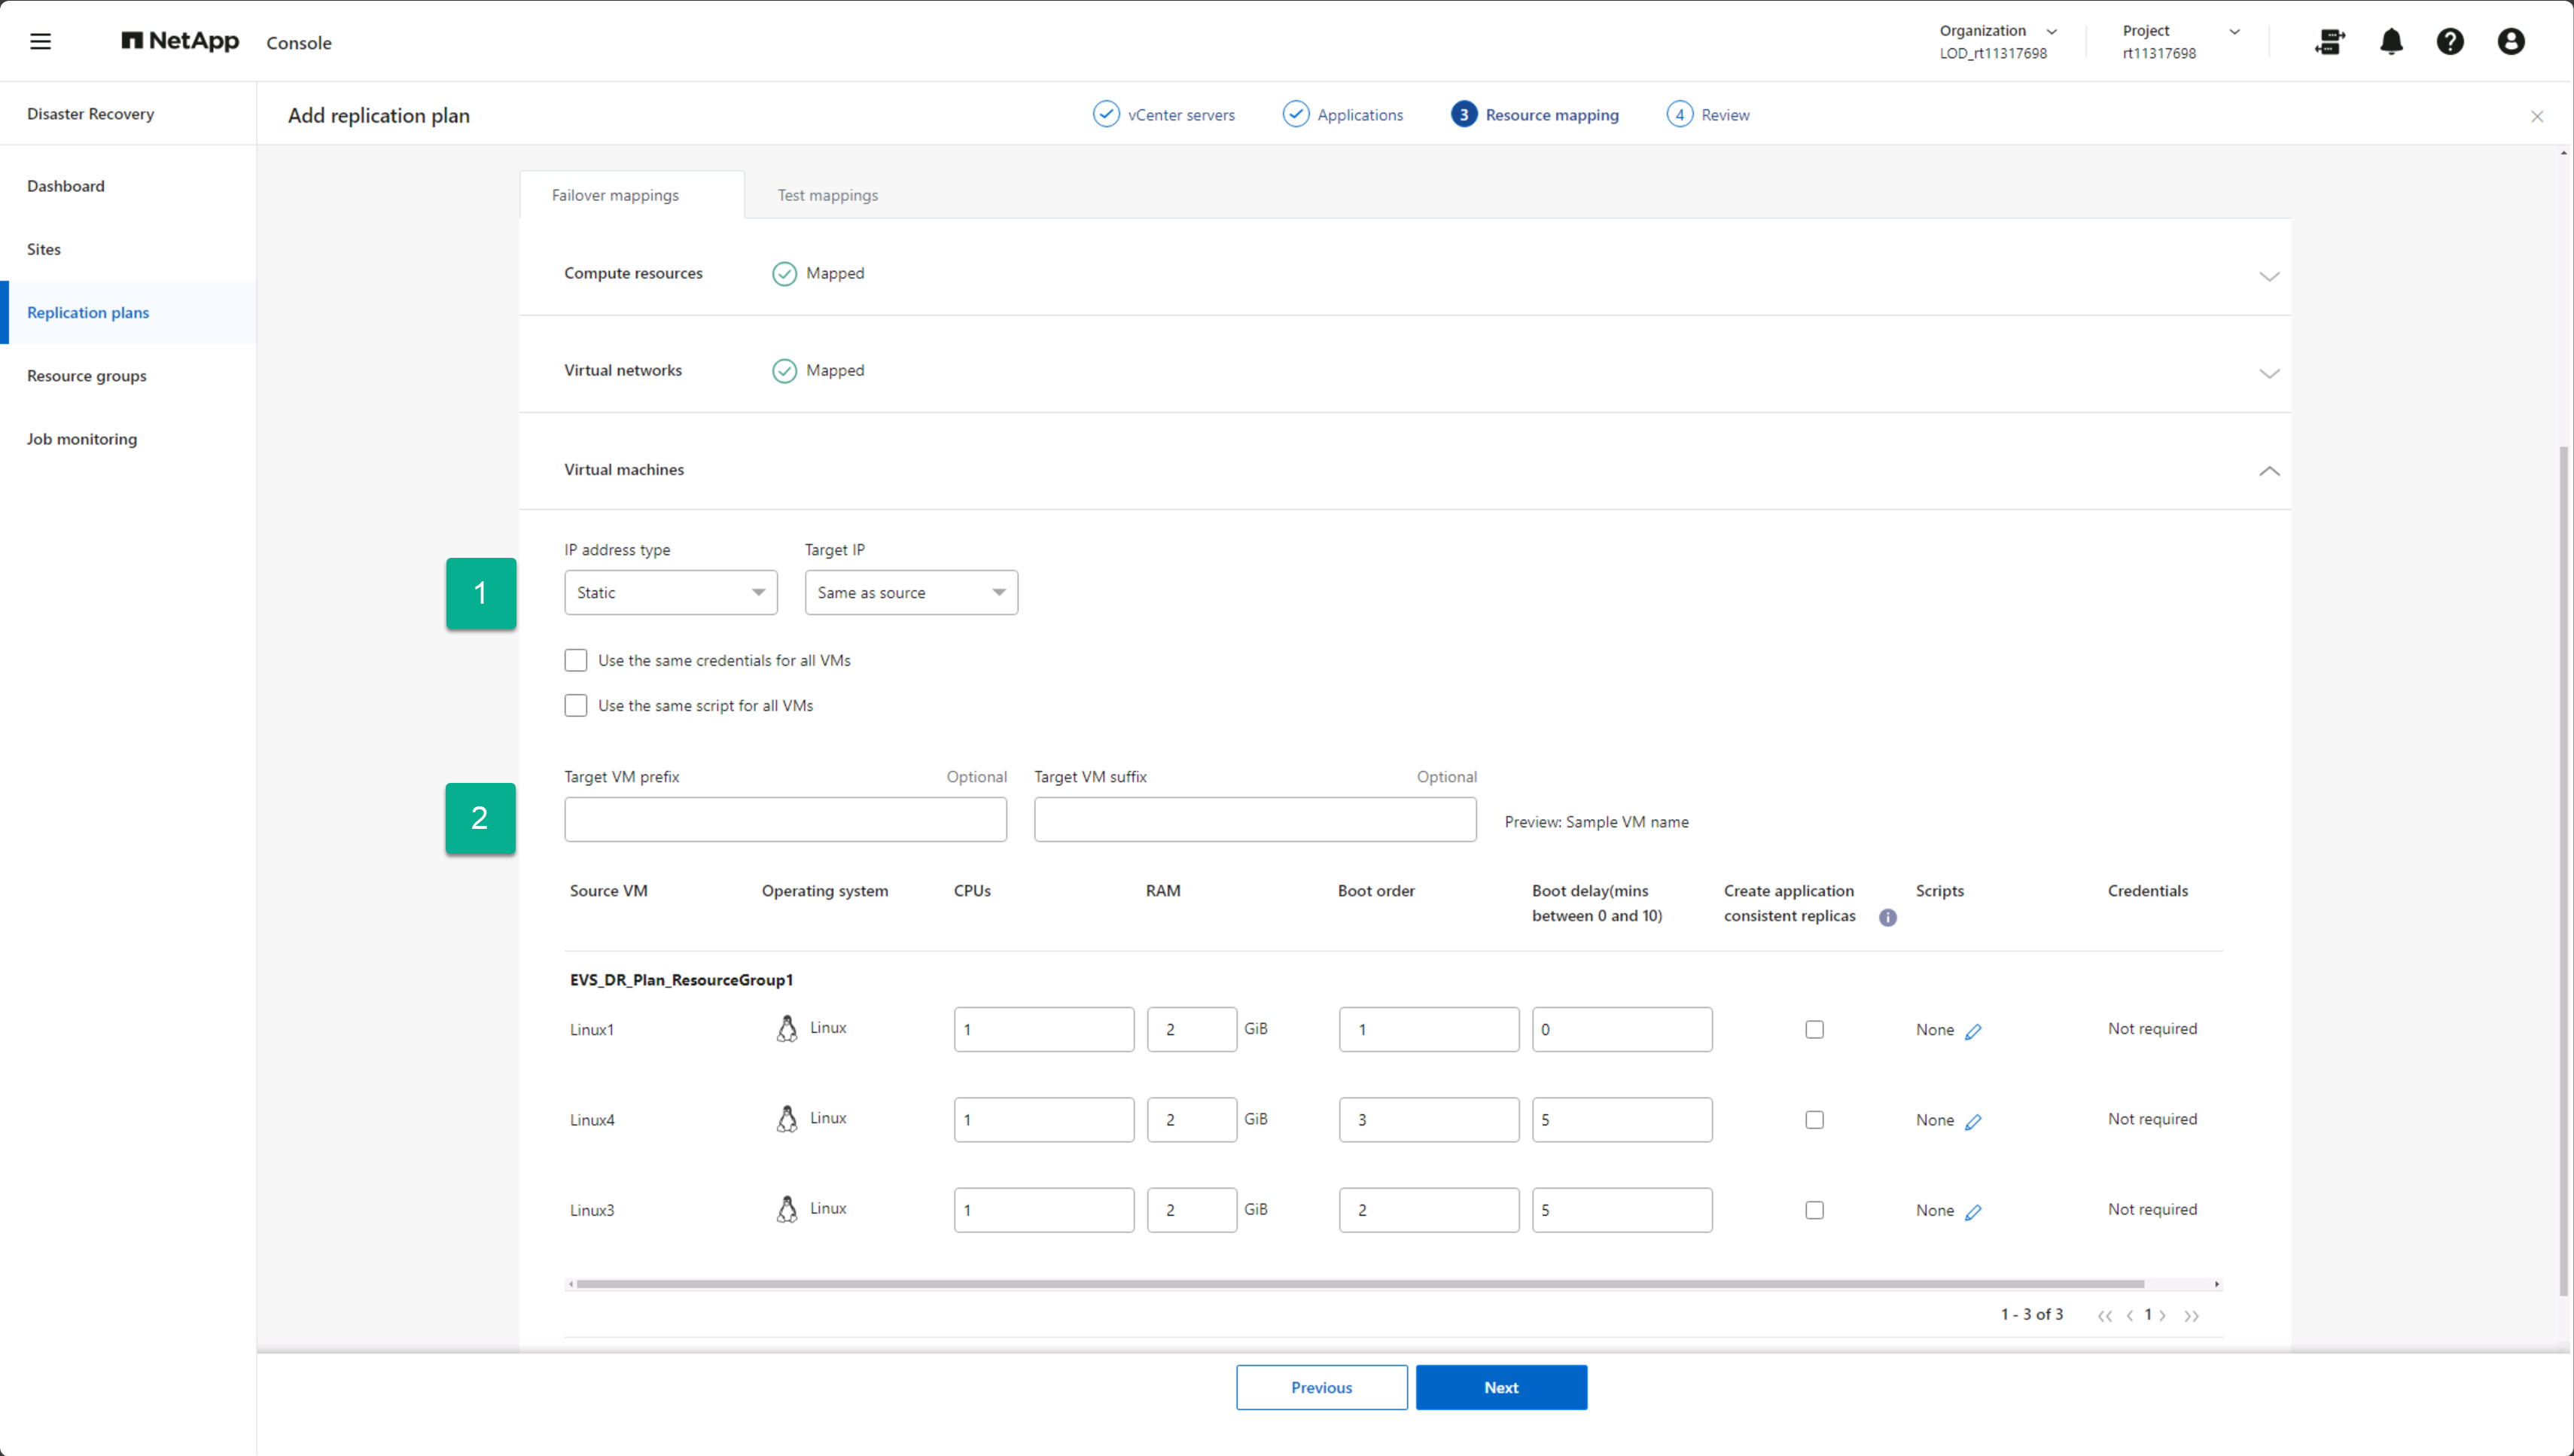 NetApp Console
Organization
LOD_rt11317698
Project
rt11317698
Disaster Recovery
Add replication plan
vCenter servers
Applications
3 Resource mapping
4 Review
Dashboard
Sites
Replication plans
Resource groups
Job monitoring
Failover mappings
Test mappings
Compute resources Mapped
Virtual networks Mapped
Virtual machines
1
IP address type Target IP
Static Same as source
Use the same credentials for all VMs
Use the same script for all VMs
2
Target VM prefix Optional Target VM suffix Optional
Preview: Sample VM name
Source VM Operating system CPUs RAM Boot order Boot delay(mins between 0 and 10) Create application consistent replicas Scripts Credentials
EVS_DR_Plan_ResourceGroup1
Linux1 Linux 1 2 GiB 1 0 None Not required
Linux4 Linux 1 2 GiB 3 5 None Not required
Linux3 Linux 1 2 GiB 2 5 None Not required
1 - 3 of 3 << < 1 > >>
Previous Next